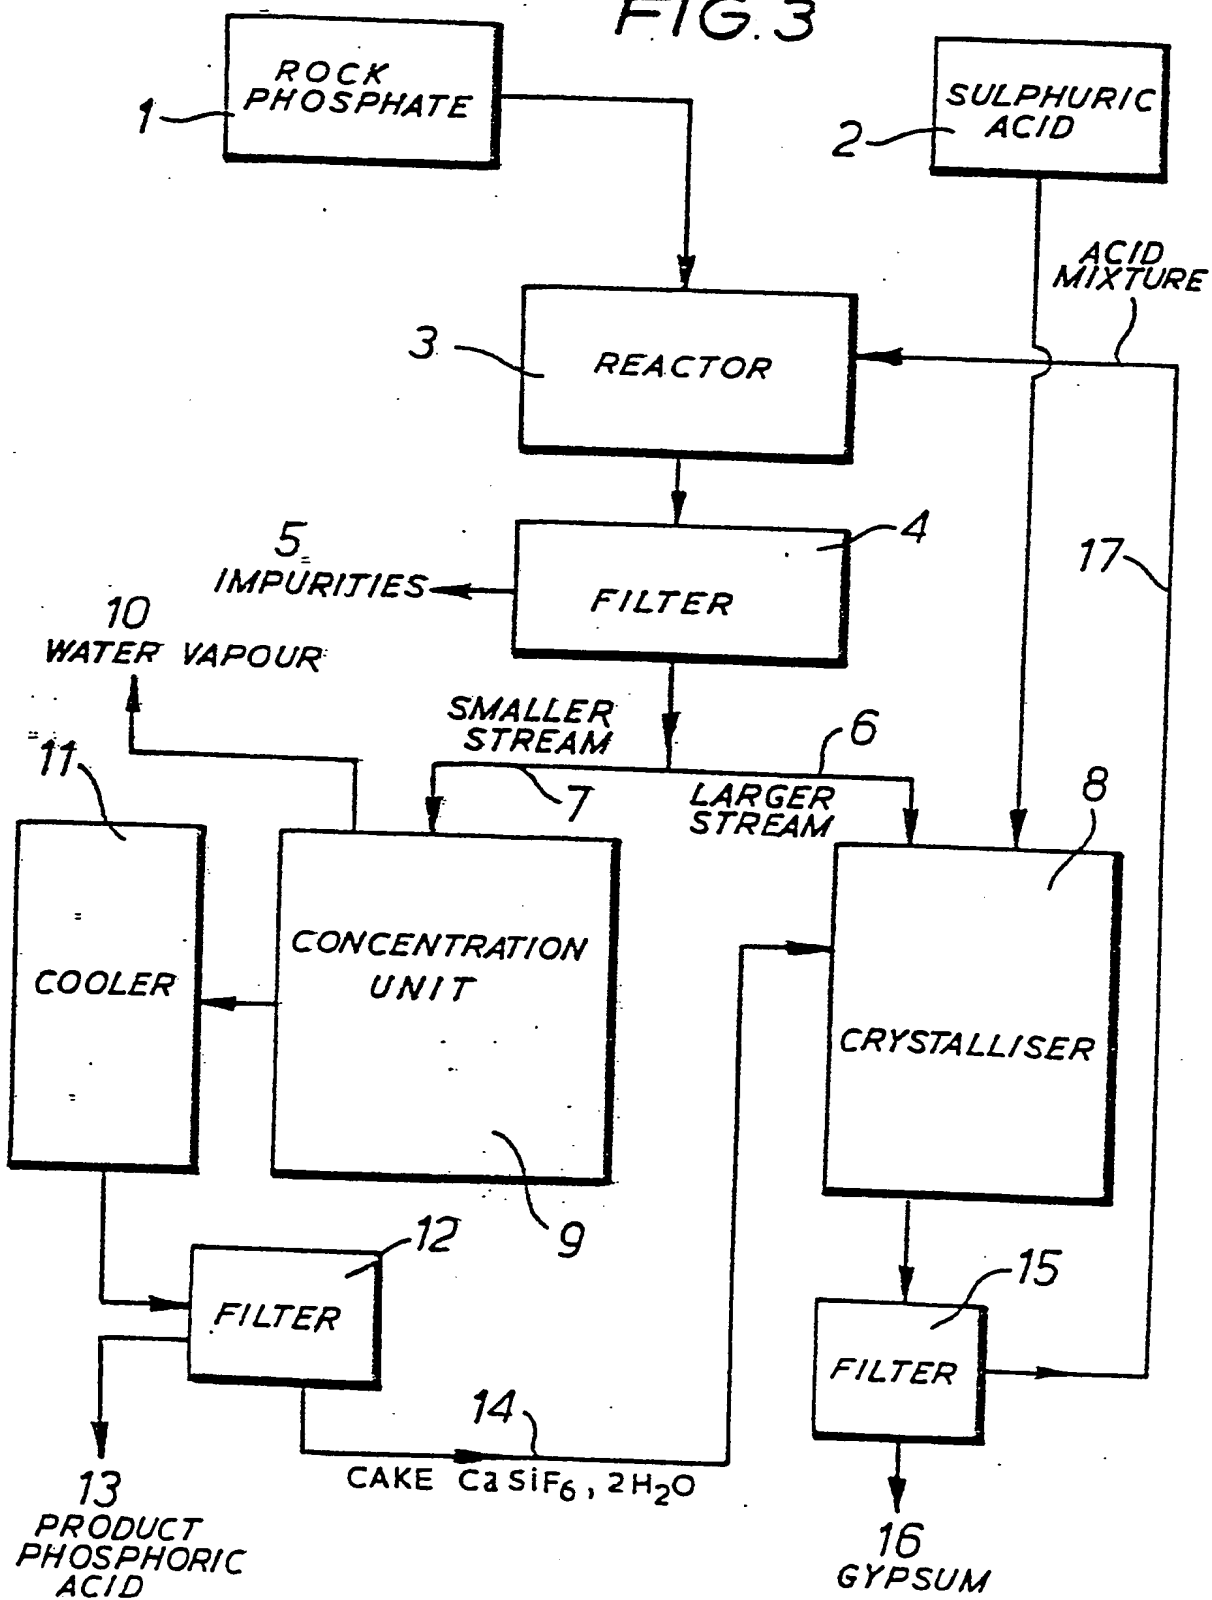 FIG.3
ROCK
PHOSPHATE
1
SULPHURIC
ACID
2
ACID
MIXTURE
3
REACTOR
4
5
IMPURITIES
FILTER
17
10
WATER VAPOUR
SMALLER
STREAM
6
11
7
LARGER
STREAM
8
CONCENTRATION
UNIT
COOLER
CRYSTALLISER
9
12
FILTER
15
FILTER
14
CAKE CaSiF6, 2H2O
13
PRODUCT
PHOSPHORIC
ACID
16
GYPSUM